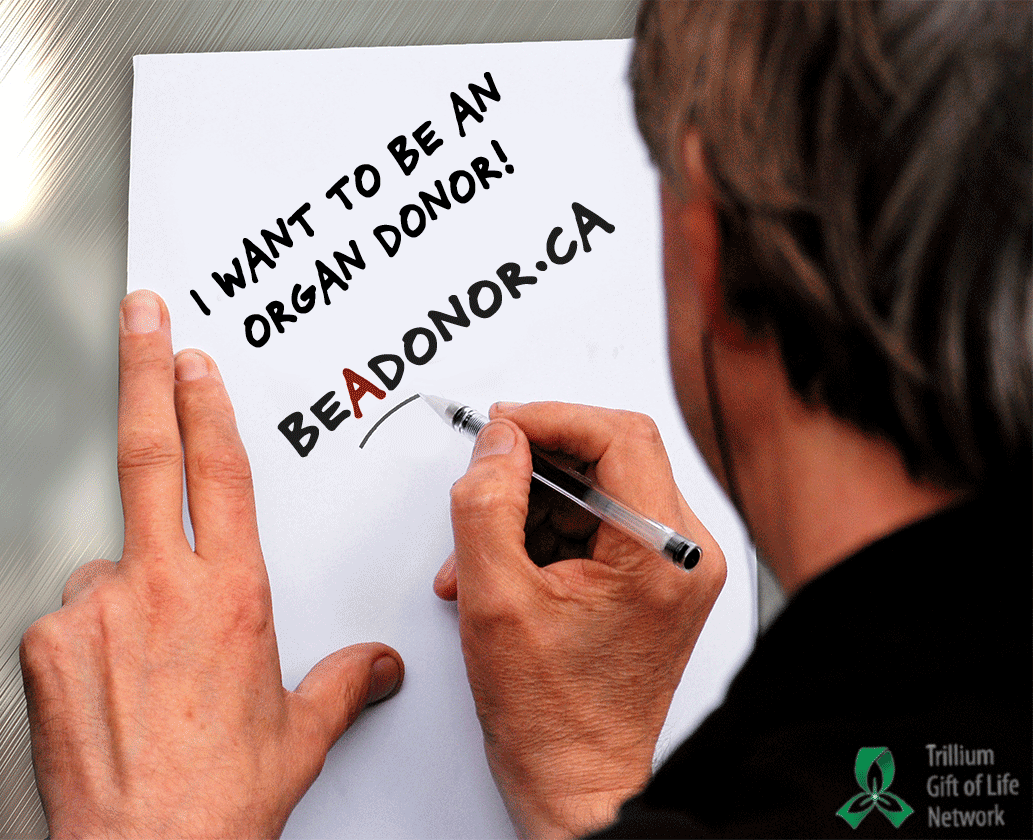 I WANT TO BE AN
ORGAN DONOR!
BEADONOR.CA
Trillium
Gift of Life
Network